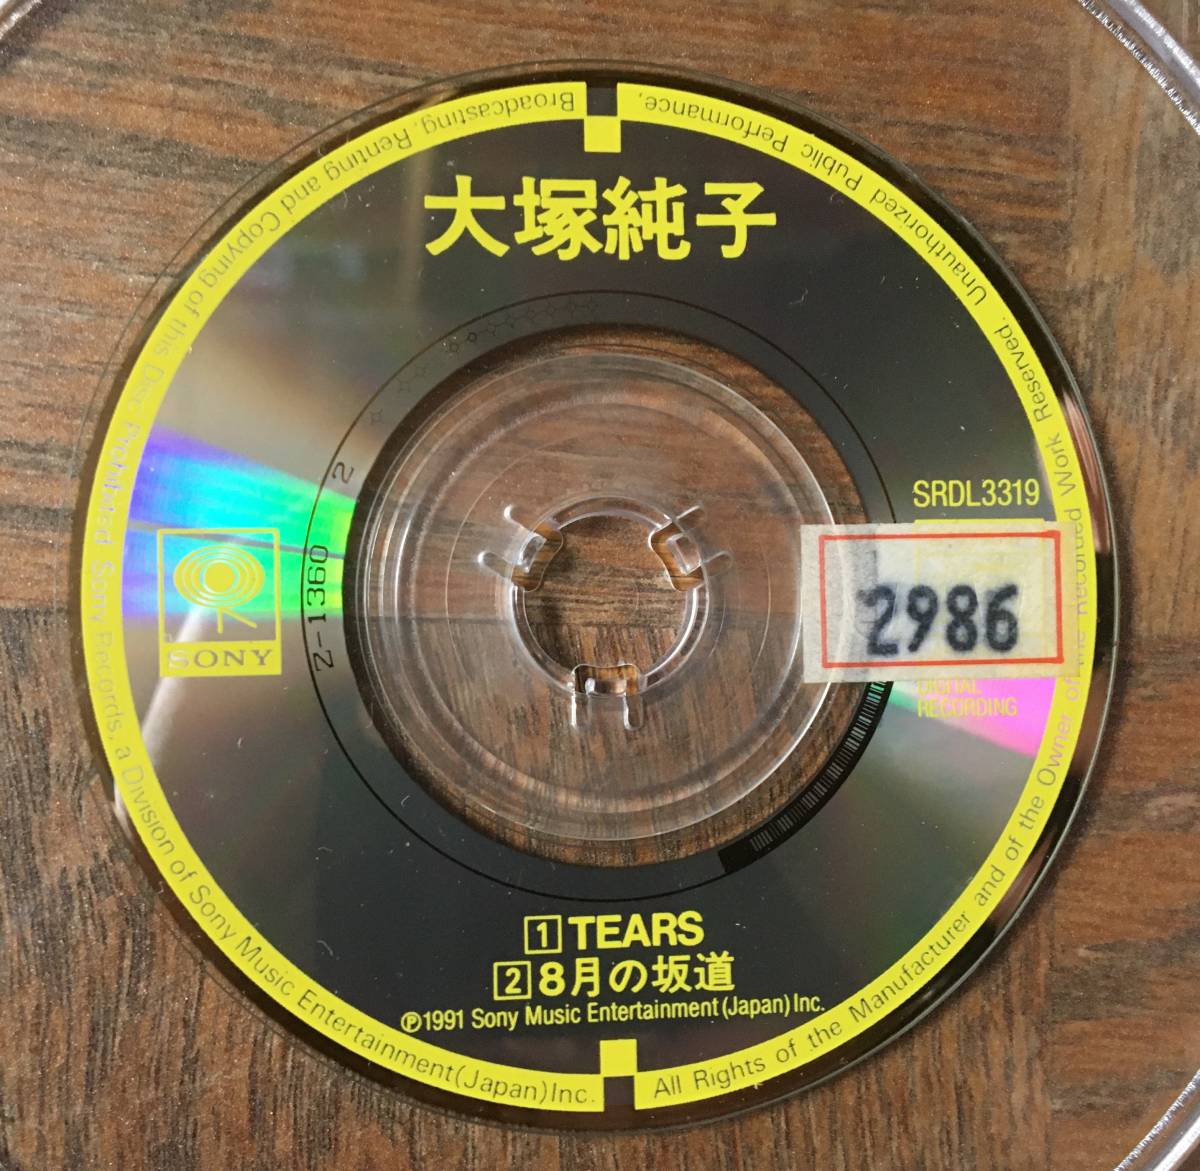 大塚純子
SRDL3319
2986
DIGITAL
RECORDING
SONY
Z-1360 2
1 TEARS
2 8月の坂道
℗1991 Sony Music Entertainment (Japan) Inc.
All Rights of the Manufacturer and of the Owner of the Recorded Work Reserved. Unauthorized Public Performance,
Broadcasting, Renting and Copying of this Disc Prohibited Sony Records, a Division of Sony Music Entertainment (Japan) Inc.